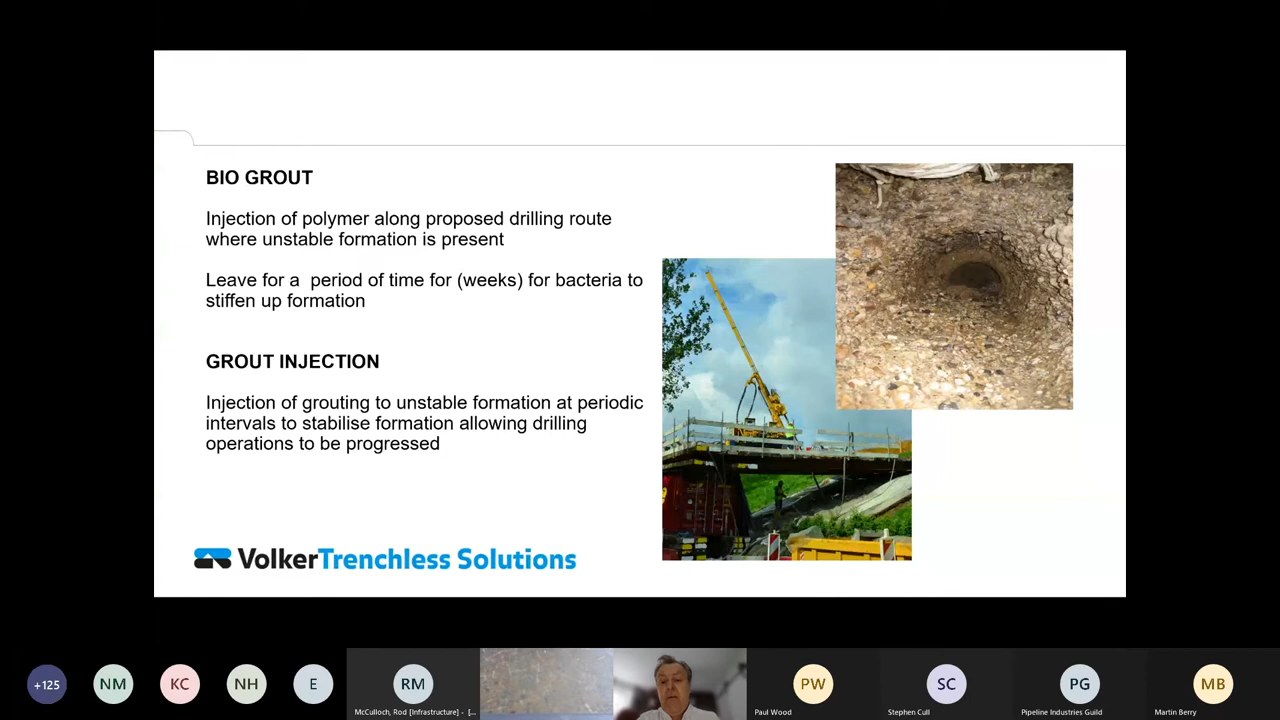 BIO GROUT
Injection of polymer along proposed drilling route
where unstable formation is present
Leave for a  period of time for (weeks) for bacteria to
stiffen up formation
GROUT INJECTION
Injection of grouting to unstable formation at periodic
intervals to stabilise formation allowing drilling
operations to be progressed
VolkerTrenchless Solutions
+125
NM
KC
NH
E
RM
PW
SC
PG
MB
McCulloch, Rod [Infrastructure] - [...
Paul Wood
Stephen Cull
Pipeline Industries Guild
Martin Berry